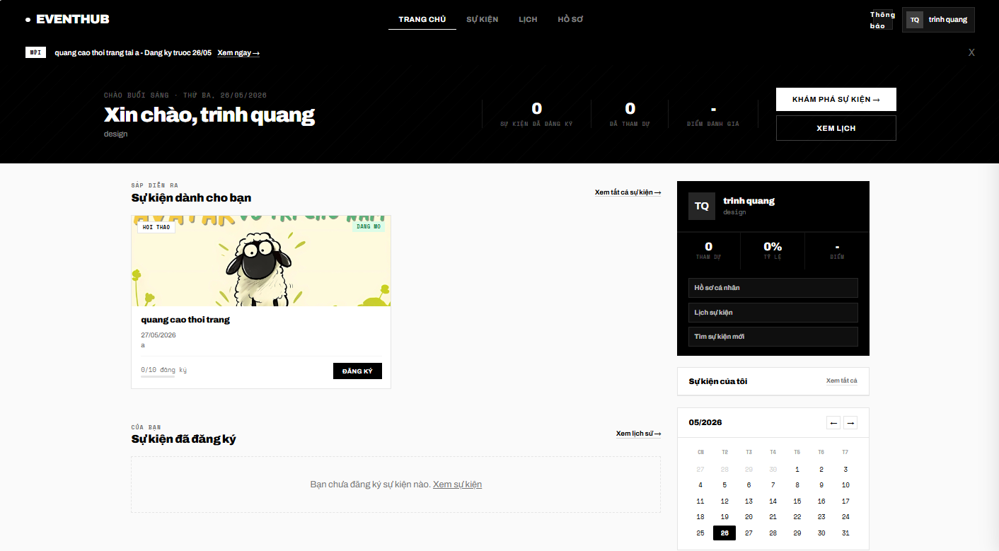 EVENTHUB
TRANG CHỦ SỰ KIỆN LỊCH HỒ SƠ
Thông báo
TQ trinh quang
MỚI quang cao thoi trang tai a - Dang ky truoc 26/05 Xem ngay → X
CHÀO BUỔI SÁNG · THỨ BA, 26/05/2026
Xin chào, trinh quang
design
0 0 -
SỰ KIỆN ĐÃ ĐĂNG KÝ ĐÃ THAM DỰ ĐIỂM ĐÁNH GIÁ
KHÁM PHÁ SỰ KIỆN →
XEM LỊCH
SẮP DIỄN RA
Sự kiện dành cho bạn
Xem tất cả sự kiện →
HOI THAO DANG MO
quang cao thoi trang
27/05/2026
a
0/10 đăng ký ĐĂNG KÝ
CỦA BẠN
Sự kiện đã đăng ký
Xem lịch sử →
Bạn chưa đăng ký sự kiện nào. Xem sự kiện
TQ trinh quang
design
0 0% -
THAM DỰ TỶ LỆ ĐIỂM
Hồ sơ cá nhân
Lịch sự kiện
Tìm sự kiện mới
Sự kiện của tôi Xem tất cả
05/2026 ← →
CN T2 T3 T4 T5 T6 T7
27 28 29 30 1 2 3
4 5 6 7 8 9 10
11 12 13 14 15 16 17
18 19 20 21 22 23 24
25 26 27 28 29 30 31